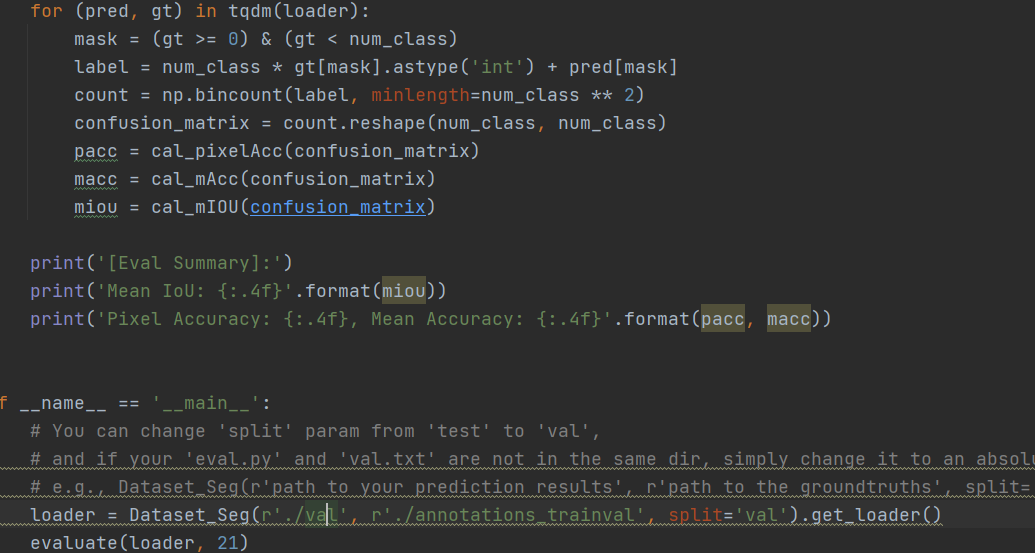 for (pred, gt) in tqdm(loader):
mask = (gt >= 0) & (gt < num_class)
label = num_class * gt[mask].astype('int') + pred[mask]
count = np.bincount(label, minlength=num_class ** 2)
confusion_matrix = count.reshape(num_class, num_class)
pacc = cal_pixelAcc(confusion_matrix)
macc = cal_mAcc(confusion_matrix)
miou = cal_mIOU(confusion_matrix)
print('[Eval Summary]:')
print('Mean IoU: {:.4f}'.format(miou))
print('Pixel Accuracy: {:.4f}, Mean Accuracy: {:.4f}'.format(pacc, macc))
f __name__ == '__main__':
# You can change 'split' param from 'test' to 'val',
# and if your 'eval.py' and 'val.txt' are not in the same dir, simply change it to an absolu
# e.g., Dataset_Seg(r'path to your prediction results', r'path to the groundtruths', split=
loader = Dataset_Seg(r'./val', r'./annotations_trainval', split='val').get_loader()
evaluate(loader, 21)